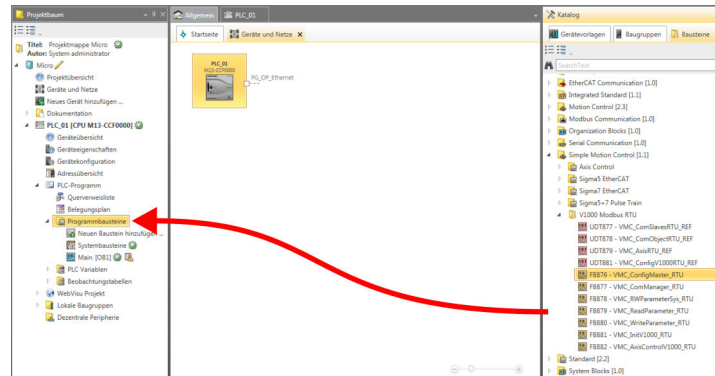 Projektbaum
Titel: Projektmappe Micro
Autor: System administrator
Micro
Projektübersicht
Geräte und Netze
Neues Gerät hinzufügen ...
Dokumentation
PLC_01 [CPU M13-CCF0000]
Geräteübersicht
Geräteeigenschaften
Gerätekonfiguration
Adressübersicht
PLC-Programm
Querverweisliste
Belegungsplan
Programmbausteine
Neuen Baustein hinzufügen ...
Systembausteine
Main [OB1]
PLC Variablen
Beobachtungstabellen
WebVisu Projekt
Lokale Baugruppen
Dezentrale Peripherie
Allgemein
PLC_01
Startseite
Geräte und Netze
PLC_01
M13-CCF0000
PG_OP_Ethernet
Katalog
Gerätevorlagen
Baugruppen
Bausteine
SearchText
EtherCAT Communication [1.0]
Integrated Standard [1.1]
Motion Control [2.3]
Modbus Communication [1.0]
Organization Blocks [1.0]
Serial Communication [1.0]
Simple Motion Control [1.1]
Axis Control
Sigma5 EtherCAT
Sigma7 EtherCAT
Sigma5+7 Pulse Train
V1000 Modbus RTU
UDT877 - VMC_ComSlavesRTU_REF
UDT878 - VMC_ComObjectRTU_REF
UDT879 - VMC_AxisRTU_REF
UDT881 - VMC_ConfigV1000RTU_REF
FB876 - VMC_ConfigMaster_RTU
FB877 - VMC_ComManager_RTU
FB878 - VMC_RWParameterSys_RTU
FB879 - VMC_ReadParameter_RTU
FB880 - VMC_WriteParameter_RTU
FB881 - VMC_InitV1000_RTU
FB882 - VMC_AxisControlV1000_RTU
Standard [2.2]
System Blocks [1.0]